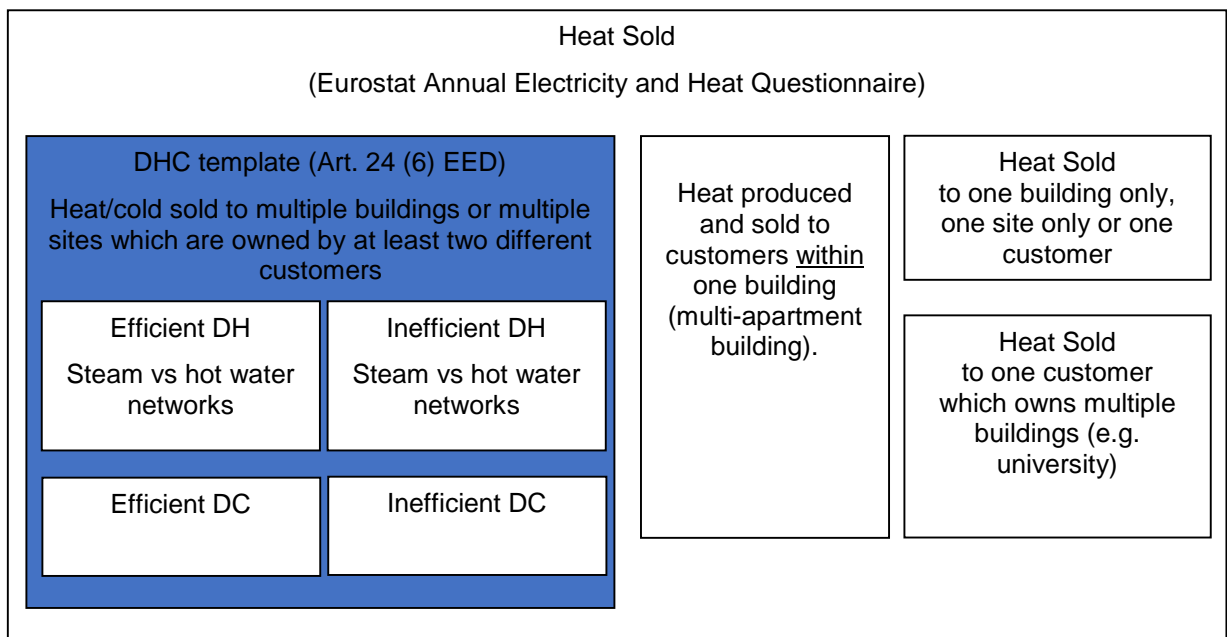 Heat Sold
(Eurostat Annual Electricity and Heat Questionnaire)
DHC template (Art. 24 (6) EED)
Heat/cold sold to multiple buildings or multiple
sites which are owned by at least two different
customers
Efficient DH
Steam vs hot water
networks
Inefficient DH
Steam vs hot water
networks
Efficient DC
Inefficient DC
Heat produced
and sold to
customers within
one building
(multi-apartment
building).
Heat Sold
to one building only,
one site only or one
customer
Heat Sold
to one customer
which owns multiple
buildings (e.g.
university)